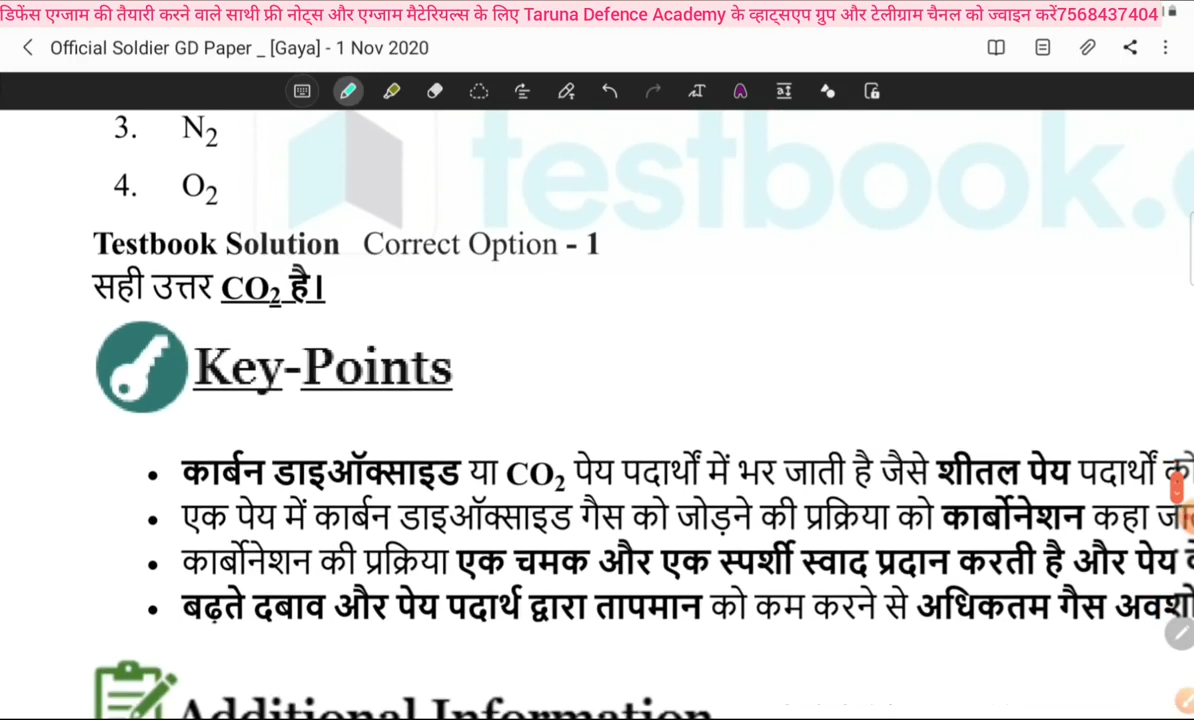 डिफेंस एग्जाम की तैयारी करने वाले साथी फ्री नोट्स और एग्जाम मैटेरियल्स के लिए Taruna Defence Academy के व्हाट्सएप ग्रुप और टेलीग्राम चैनल को ज्वाइन करें7568437404
Official Soldier GD Paper _ [Gaya] - 1 Nov 2020
testbook.
3. N₂
4. O₂
Testbook Solution Correct Option - 1
सही उत्तर CO₂ है।
Key-Points
• कार्बन डाइऑक्साइड या CO₂ पेय पदार्थों में भर जाती है जैसे शीतल पेय पदार्थों
• एक पेय में कार्बन डाइऑक्साइड गैस को जोड़ने की प्रक्रिया को कार्बोनेशन कहा
• कार्बोनेशन की प्रक्रिया एक चमक और एक स्पर्शी स्वाद प्रदान करती है और पेय
• बढ़ते दबाव और पेय पदार्थ द्वारा तापमान को कम करने से अधिकतम गैस
Additional Information